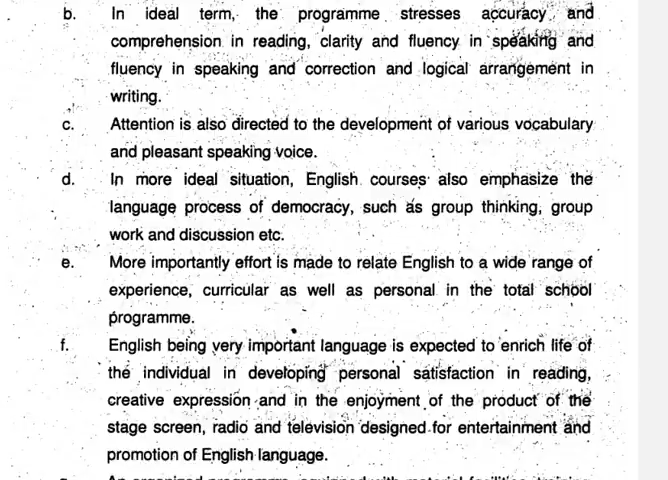 b. In ideal term, the programme stresses accuracy and
comprehension in reading, clarity and fluency in speaking and
fluency in speaking and correction and logical arrangement in
writing.
c. Attention is also directed to the development of various vocabulary
and pleasant speaking voice.
d. In more ideal situation, English courses also emphasize the
language process of democracy, such as group thinking, group
work and discussion etc.
e. More importantly effort is made to relate English to a wide range of
experience, curricular as well as personal in the total school
programme.
f. English being very important language is expected to enrich life of
the individual in developing personal satisfaction in reading,
creative expression and in the enjoyment of the product of the
stage screen, radio and television designed for entertainment and
promotion of English language.